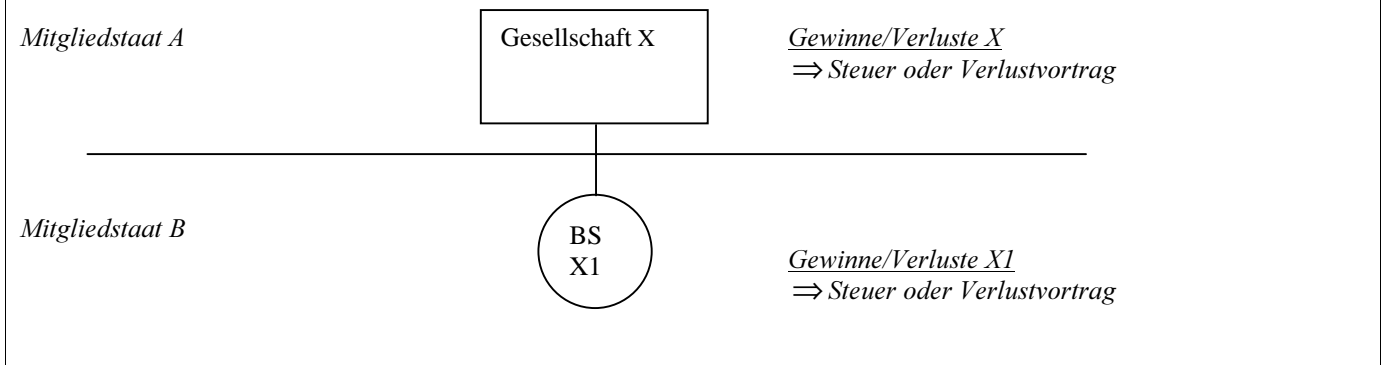 Mitgliedstaat A
Gesellschaft X
Gewinne/Verluste X
⇒ Steuer oder Verlustvortrag
Mitgliedstaat B
BS
X1
Gewinne/Verluste X1
⇒ Steuer oder Verlustvortrag